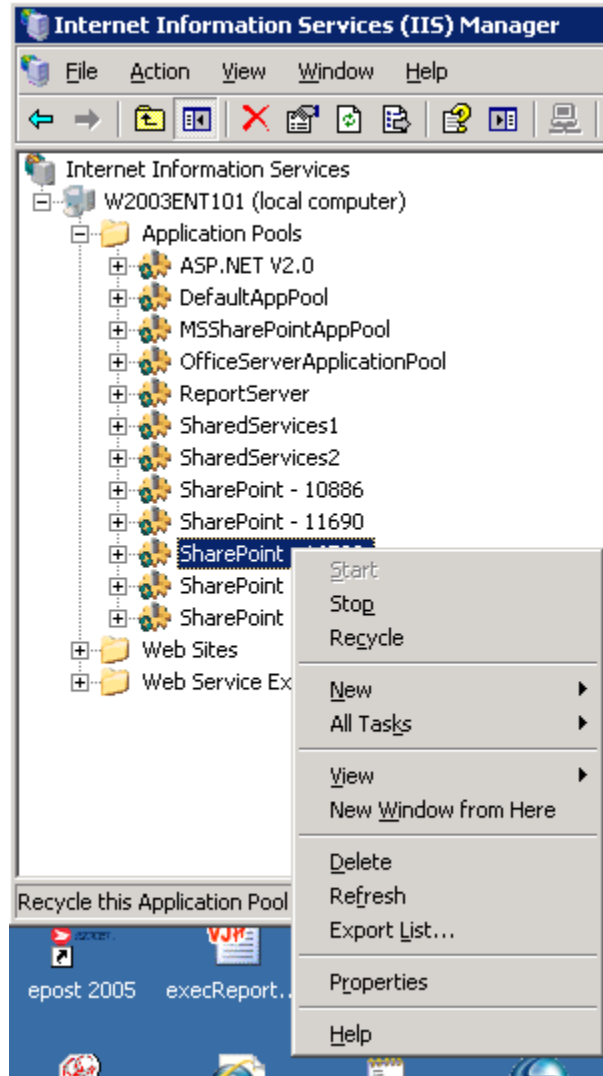 Internet Information Services (IIS) Manager
File Action View Window Help
Internet Information Services
W2003ENT101 (local computer)
Application Pools
ASP.NET V2.0
DefaultAppPool
MSSharePointAppPool
OfficeServerApplicationPool
ReportServer
SharedServices1
SharedServices2
SharePoint - 10886
SharePoint - 11690
SharePoint
SharePoint
SharePoint
Web Sites
Web Service Ex
Start
Stop
Recycle
New
All Tasks
View
New Window from Here
Delete
Refresh
Export List...
Properties
Help
Recycle this Application Pool
epost 2005 execReport...